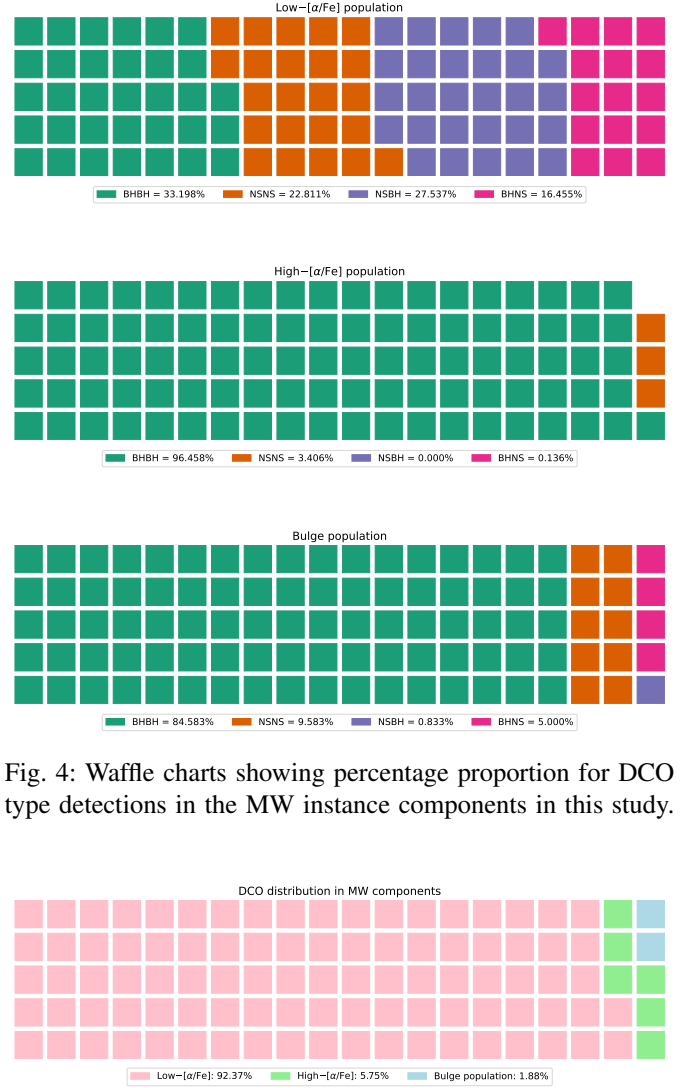 Low−[α/Fe] population
BHBH = 33.198% NSNS = 22.811% NSBH = 27.537% BHNS = 16.455%
High−[α/Fe] population
BHBH = 96.458% NSNS = 3.406% NSBH = 0.000% BHNS = 0.136%
Bulge population
BHBH = 84.583% NSNS = 9.583% NSBH = 0.833% BHNS = 5.000%
Fig. 4: Waffle charts showing percentage proportion for DCO
type detections in the MW instance components in this study.
DCO distribution in MW components
Low−[α/Fe]: 92.37% High−[α/Fe]: 5.75% Bulge population: 1.88%